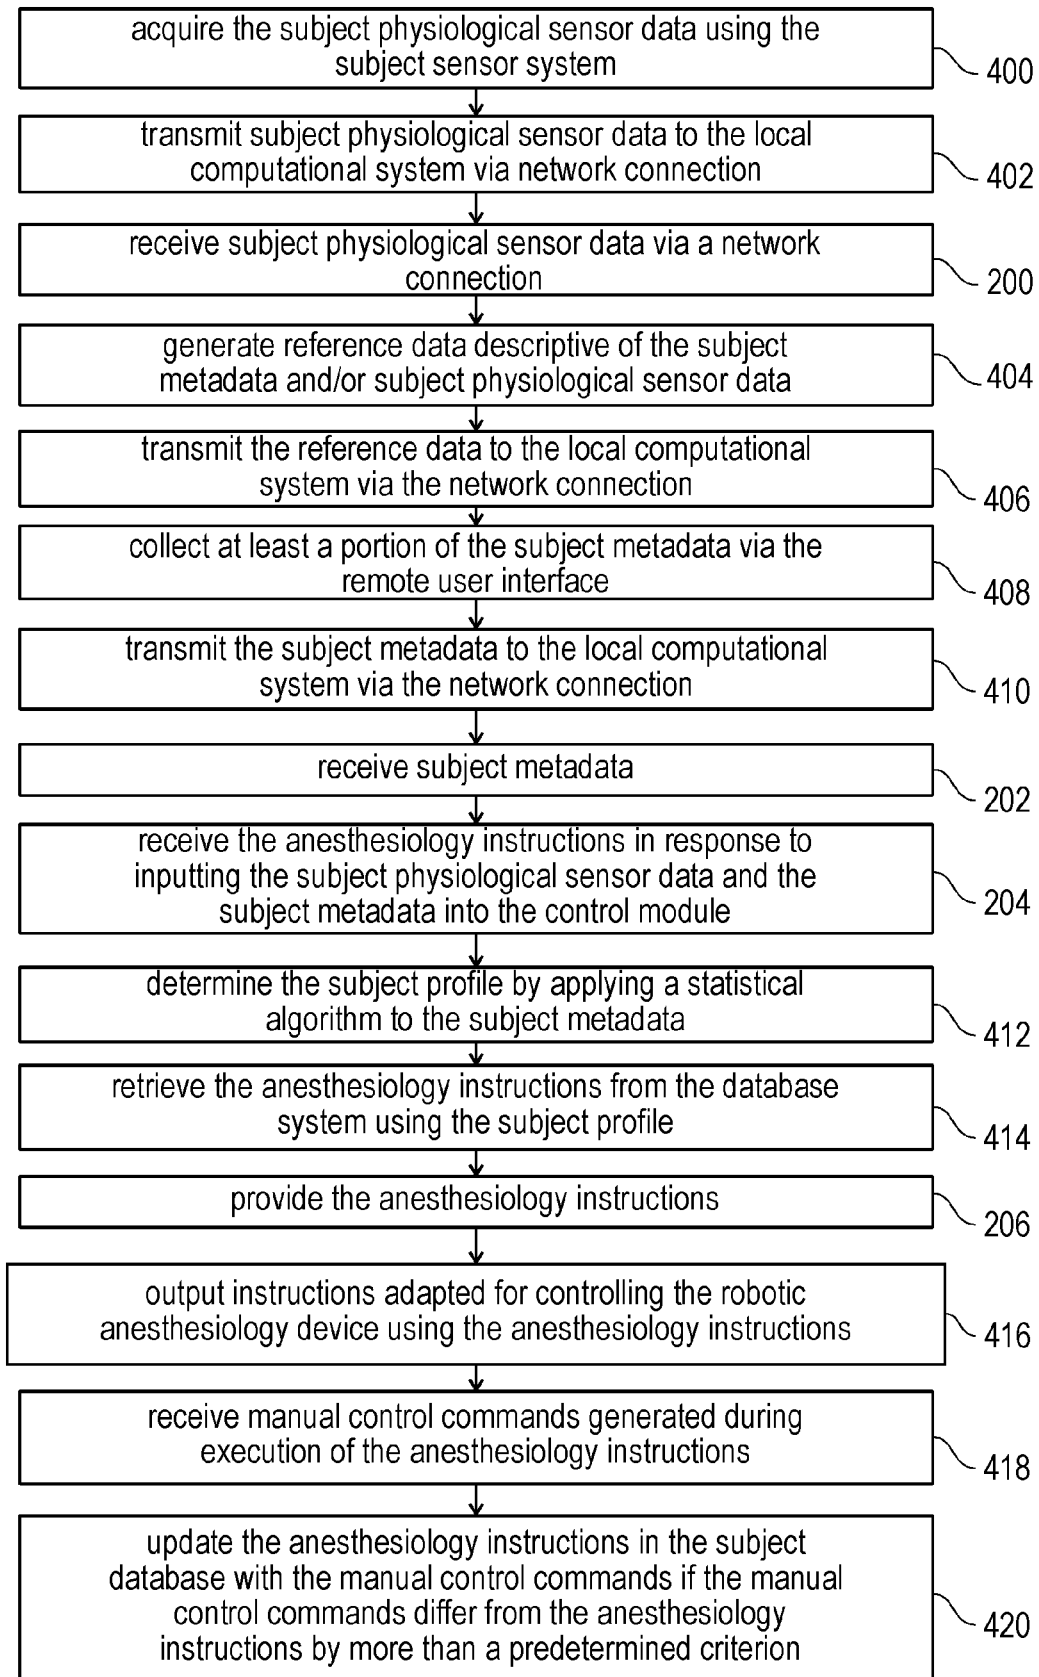 acquire the subject physiological sensor data using the
subject sensor system
400
transmit subject physiological sensor data to the local
computational system via network connection
402
receive subject physiological sensor data via a network
connection
200
generate reference data descriptive of the subject
metadata and/or subject physiological sensor data
404
transmit the reference data to the local computational
system via the network connection
406
collect at least a portion of the subject metadata via the
remote user interface
408
transmit the subject metadata to the local computational
system via the network connection
410
receive subject metadata
202
receive the anesthesiology instructions in response to
inputting the subject physiological sensor data and the
subject metadata into the control module
204
determine the subject profile by applying a statistical
algorithm to the subject metadata
412
retrieve the anesthesiology instructions from the database
system using the subject profile
414
provide the anesthesiology instructions
206
output instructions adapted for controlling the robotic
anesthesiology device using the anesthesiology instructions
416
receive manual control commands generated during
execution of the anesthesiology instructions
418
update the anesthesiology instructions in the subject
database with the manual control commands if the manual
control commands differ from the anesthesiology
instructions by more than a predetermined criterion
420